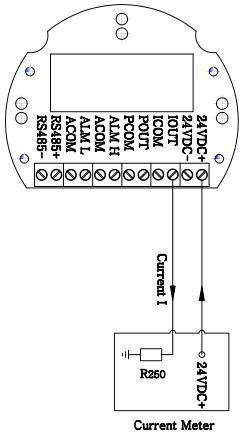 RS485-
RS485+
ACOM
ALM L
ACOM
ALM H
PCOM
POUT
ICOM
IOUT
24VDC-
24VDC+
Current I
R250
24VDC+
Current Meter